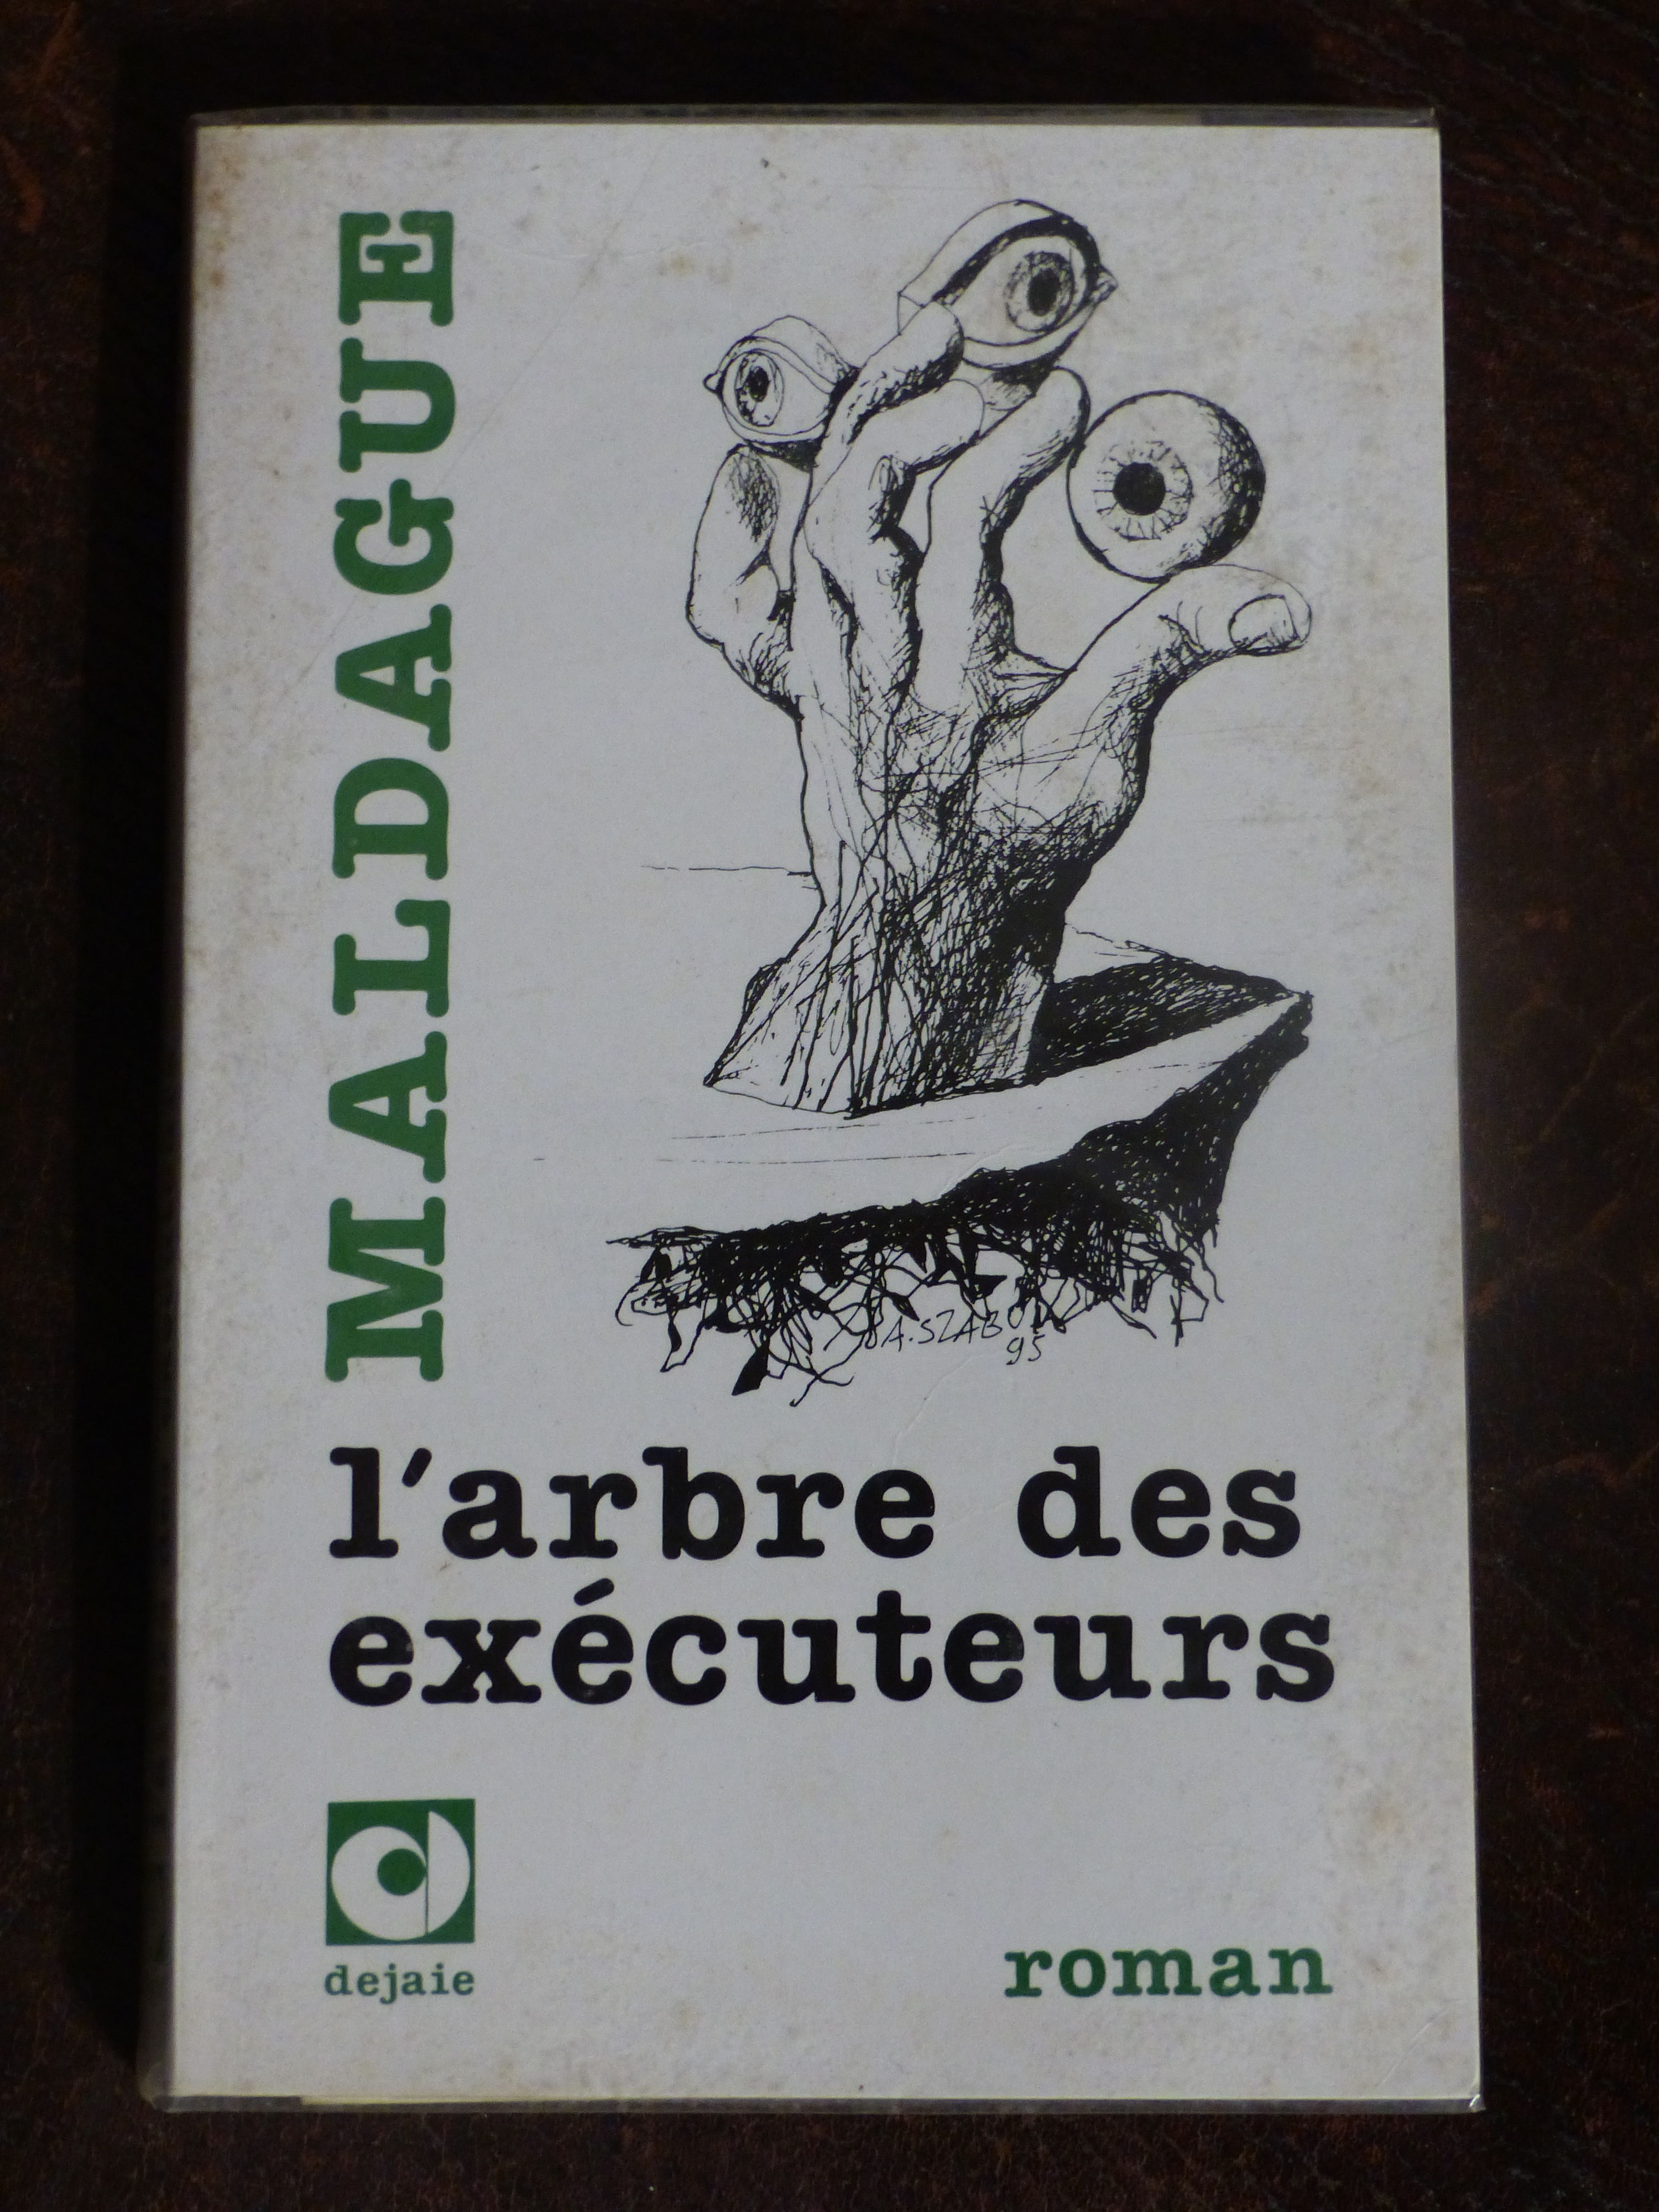 MALDAGUE
A.SZABO
95
l'arbre des
exécuteurs
dejaie
roman